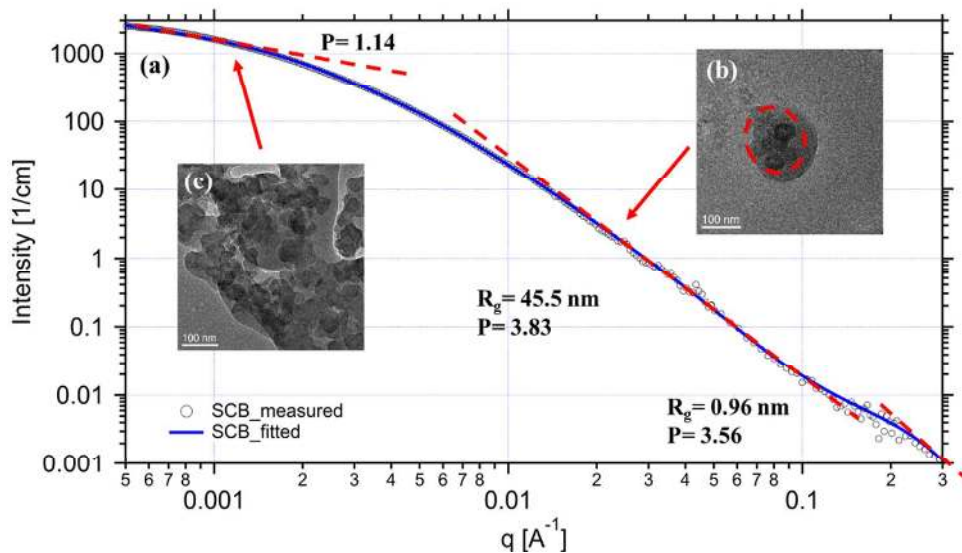 (a)
P= 1.14
(b)
100 nm
(c)
100 nm
R_g = 45.5 nm
P= 3.83
R_g = 0.96 nm
P= 3.56
SCB_measured
SCB_fitted
Intensity [1/cm]
1000
100
10
1
0.1
0.01
0.001
5 6 7 8 0.001 2 3 4 5 6 7 8 0.01 2 3 4 5 6 7 8 0.1 2 3
q [A⁻¹]